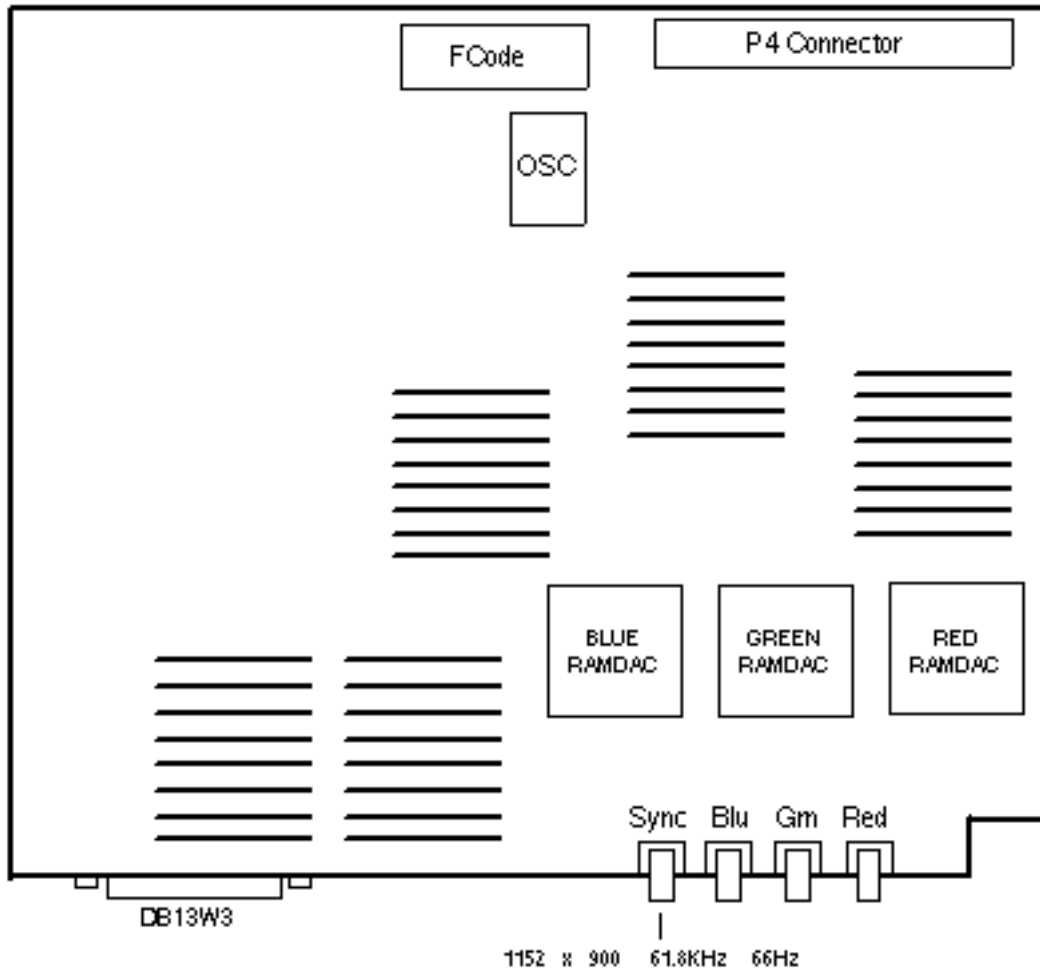 FCode
P4 Connector
OSC
BLUE
RAMDAC
GREEN
RAMDAC
RED
RAMDAC
Sync Blu Grn Red
DB13W3
1152 x 900 61.8KHz 66Hz